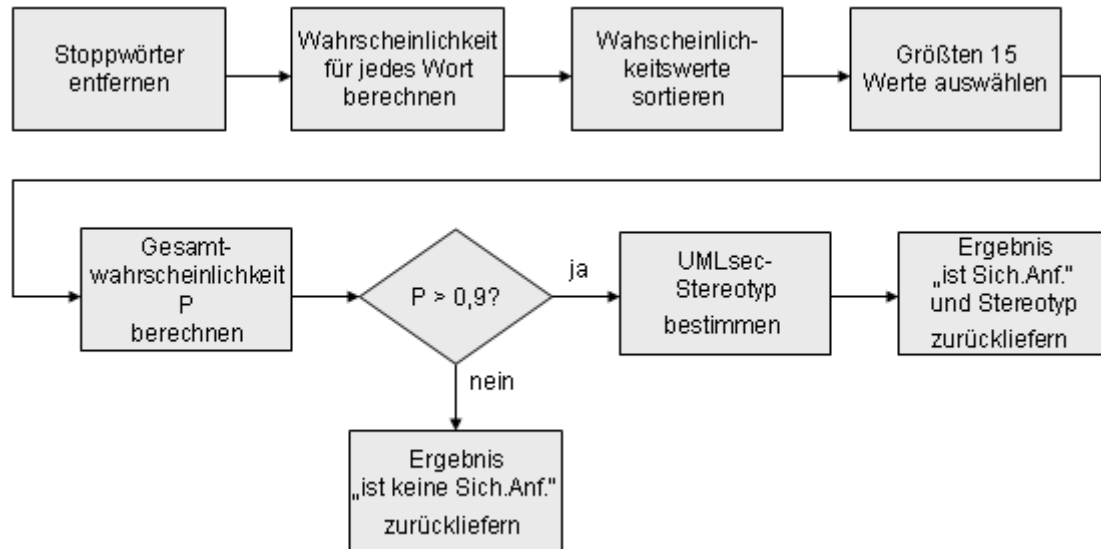 Stoppwörter
entfernen
Wahrscheinlichkeit
für jedes Wort
berechnen
Wahscheinlich-
keitswerte
sortieren
Größten 15
Werte auswählen
Gesamt-
wahrscheinlichkeit
P
berechnen
P > 0,9?
ja
nein
UMLsec-
Stereotyp
bestimmen
Ergebnis
„ist Sich.Anf."
und Stereotyp
zurückliefern
Ergebnis
„ist keine Sich.Anf."
zurückliefern